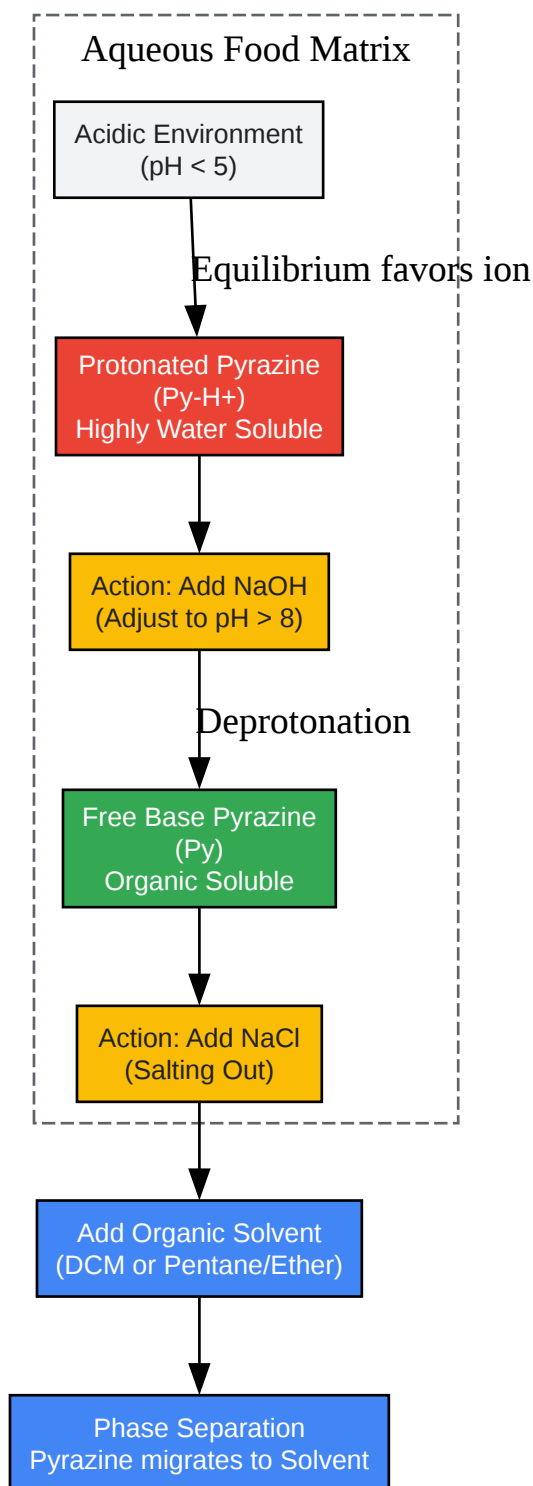 Aqueous Food Matrix
Acidic Environment
(pH < 5)
Equilibrium favors ion
Protonated Pyrazine
(Py-H+)
Highly Water Soluble
Action: Add NaOH
(Adjust to pH > 8)
Deprotonation
Free Base Pyrazine
(Py)
Organic Soluble
Action: Add NaCl
(Salting Out)
Add Organic Solvent
(DCM or Pentane/Ether)
Phase Separation
Pyrazine migrates to Solvent